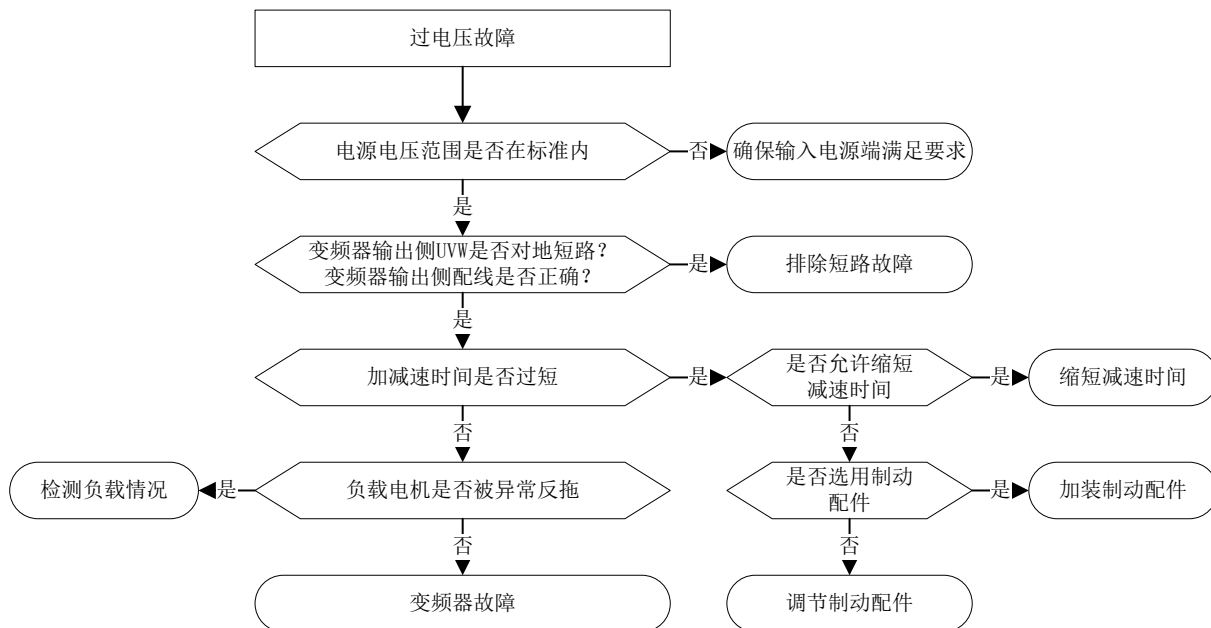 过电压故障
电源电压范围是否在标准内
否
确保输入电源端满足要求
是
变频器输出侧UVW是否对地短路?
变频器输出侧配线是否正确?
是
排除短路故障
是
加减速时间是否过短
是
是否允许缩短
减速时间
是
缩短减速时间
否
否
检测负载情况
是
负载电机是否被异常反拖
是否选用制动
配件
是
加装制动配件
否
否
变频器故障
调节制动配件